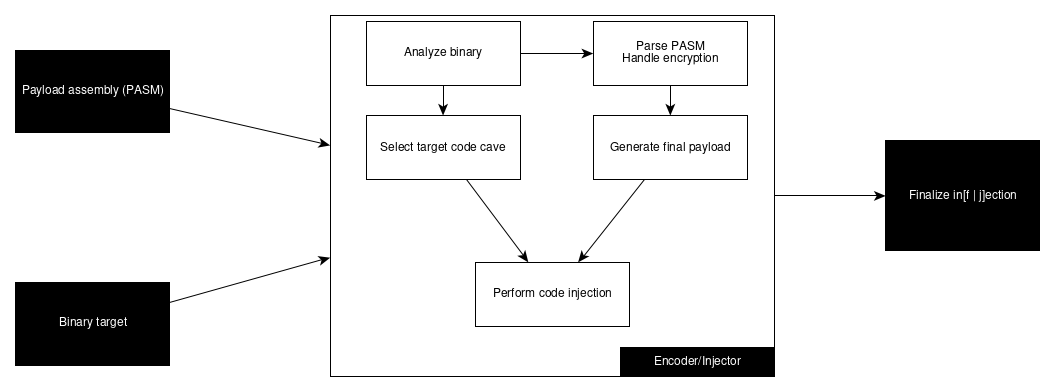 Payload assembly (PASM)
Binary target
Analyze binary
Parse PASM
Handle encryption
Select target code cave
Generate final payload
Perform code injection
Encoder/Injector
Finalize in[f | j]ection